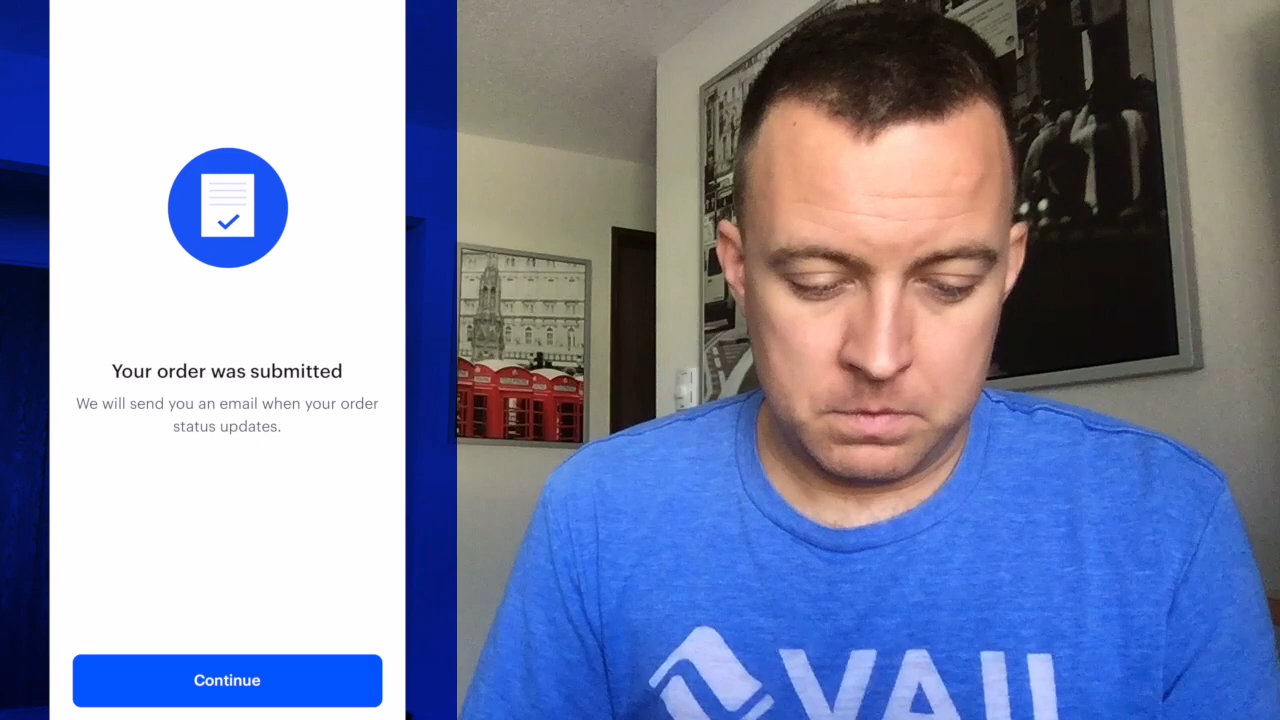 Your order was submitted
We will send you an email when your order
status updates.
Continue
VAIL